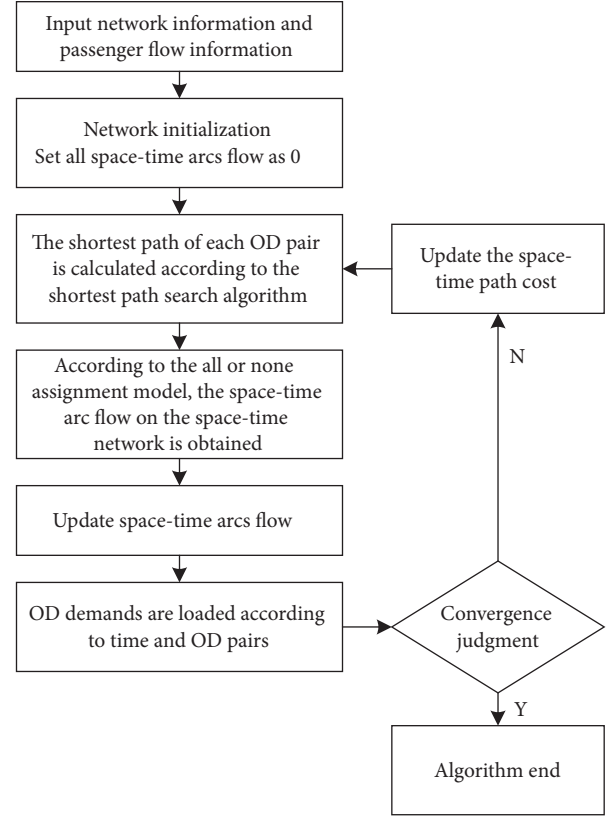 Input network information and
passenger flow information
Network initialization
Set all space-time arcs flow as 0
The shortest path of each OD pair
is calculated according to the
shortest path search algorithm
Update the space-
time path cost
According to the all or none
assignment model, the space-time
arc flow on the space-time
network is obtained
N
Update space-time arcs flow
OD demands are loaded according
to time and OD pairs
Convergence
judgment
Y
Algorithm end